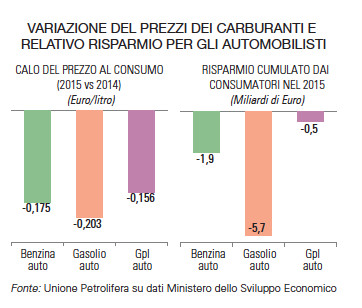 VARIAZIONE DEL PREZZI DEI CARBURANTI E
RELATIVO RISPARMIO PER GLI AUTOMOBILISTI
CALO DEL PREZZO AL CONSUMO
(2015 vs 2014)
(Euro/litro)
-0,175
-0,203
-0,156
Benzina auto
Gasolio auto
Gpl auto
RISPARMIO CUMULATO DAI
CONSUMATORI NEL 2015
(Miliardi di Euro)
-1,9
-5,7
-0,5
Benzina auto
Gasolio auto
Gpl auto
Fonte: Unione Petrolifera su dati Ministero dello Sviluppo Economico